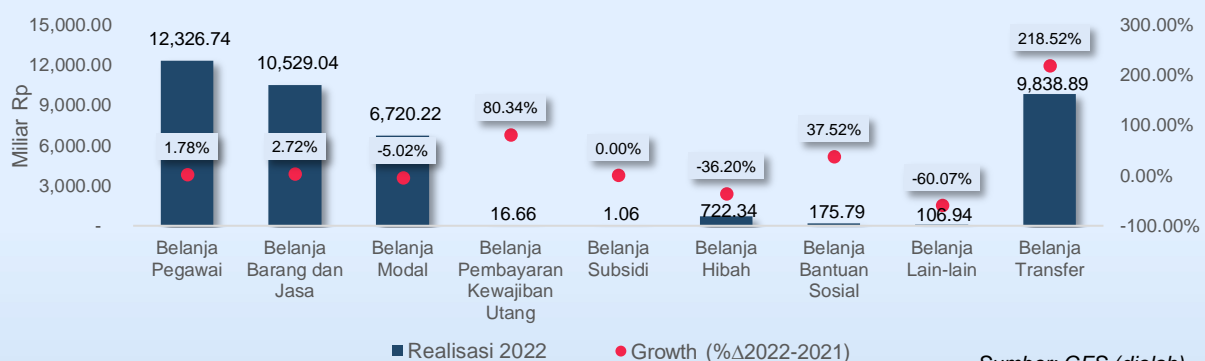 15,000.00
12,000.00
9,000.00
6,000.00
3,000.00
-
Miliar Rp
12,326.74
10,529.04
6,720.22
16.66
1.06
722.34
175.79
106.94
9,838.89
1.78%
2.72%
-5.02%
80.34%
0.00%
-36.20%
37.52%
-60.07%
218.52%
300.00%
200.00%
100.00%
0.00%
-100.00%
Belanja
Pegawai
Belanja
Barang dan
Jasa
Belanja
Modal
Belanja
Pembayaran
Kewajiban
Utang
Belanja
Subsidi
Belanja
Hibah
Belanja
Bantuan
Sosial
Belanja
Lain-lain
Belanja
Transfer
Realisasi 2022
Growth (%∆2022-2021)
Sumber: GFS (diolah)